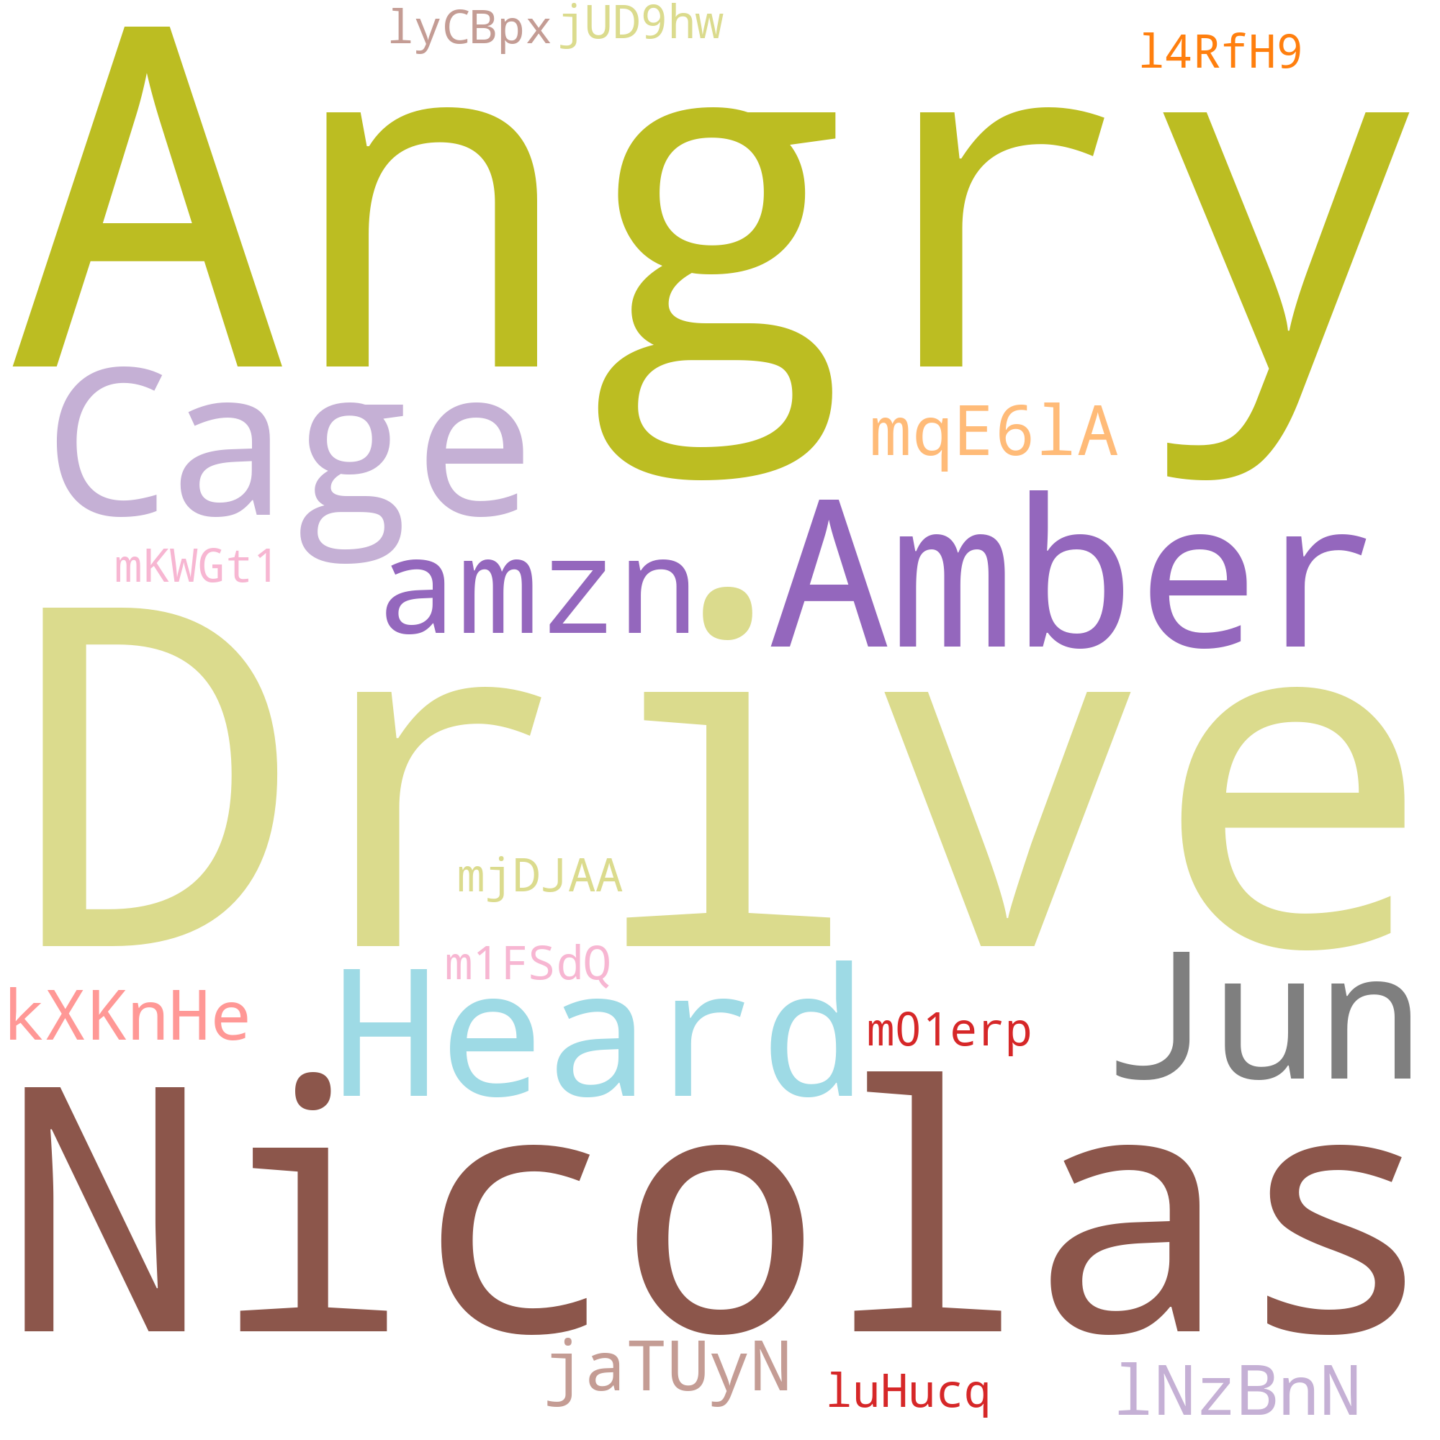 lyCBpx jUD9hw
l4RfH9
Angry
Cage
mqE6lA
mKWGt1
amzn
Amber
Drive
mjDJAA
m1FSdQ
kXKnHe
Heard
mO1erp
Jun
Nicolas
jaTUyN
luHucq
lNzBnN